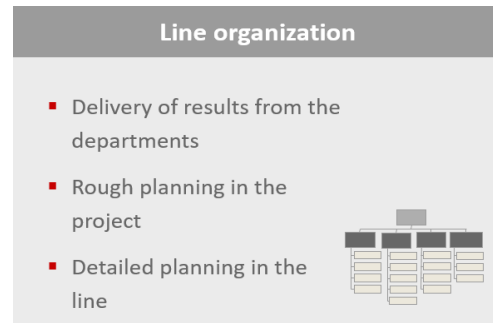 Line organization
▪ Delivery of results from the
departments
▪ Rough planning in the
project
▪ Detailed planning in the
line